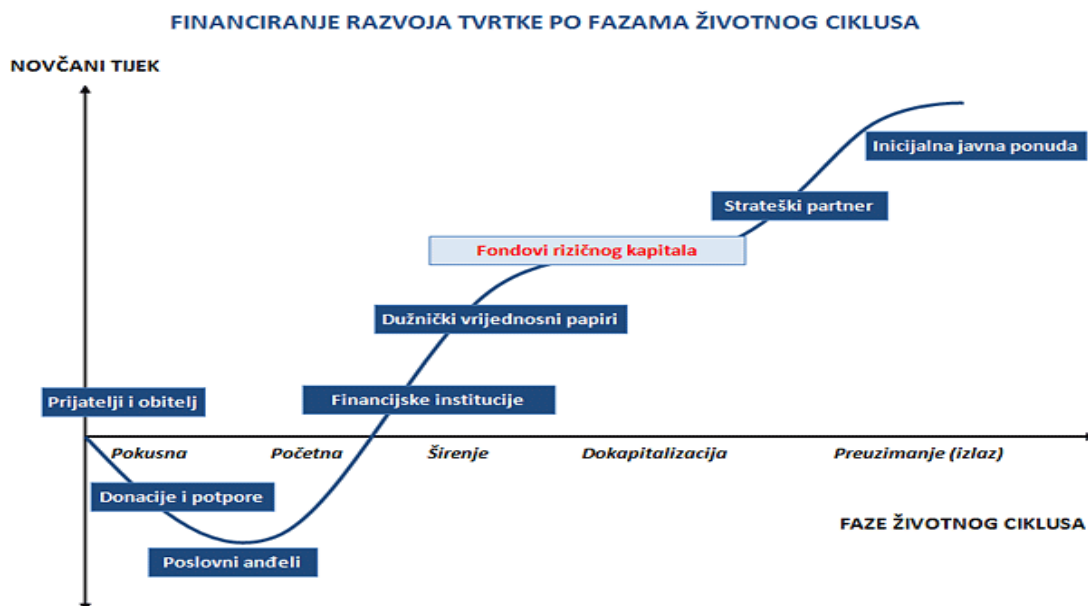 FINANCIRANJE RAZVOJA TVRTKE PO FAZAMA ŽIVOTNOG CIKLUSA
NOVČANI TIJEK
Inicijalna javna ponuda
Strateški partner
Fondovi rizičnog kapitala
Dužnički vrijednosni papiri
Prijatelji i obitelj
Financijske institucije
Pokusna
Početna
Širenje
Dokapitalizacija
Preuzimanje (izlaz)
Donacije i potpore
FAZE ŽIVOTNOG CIKLUSA
Poslovni anđeli